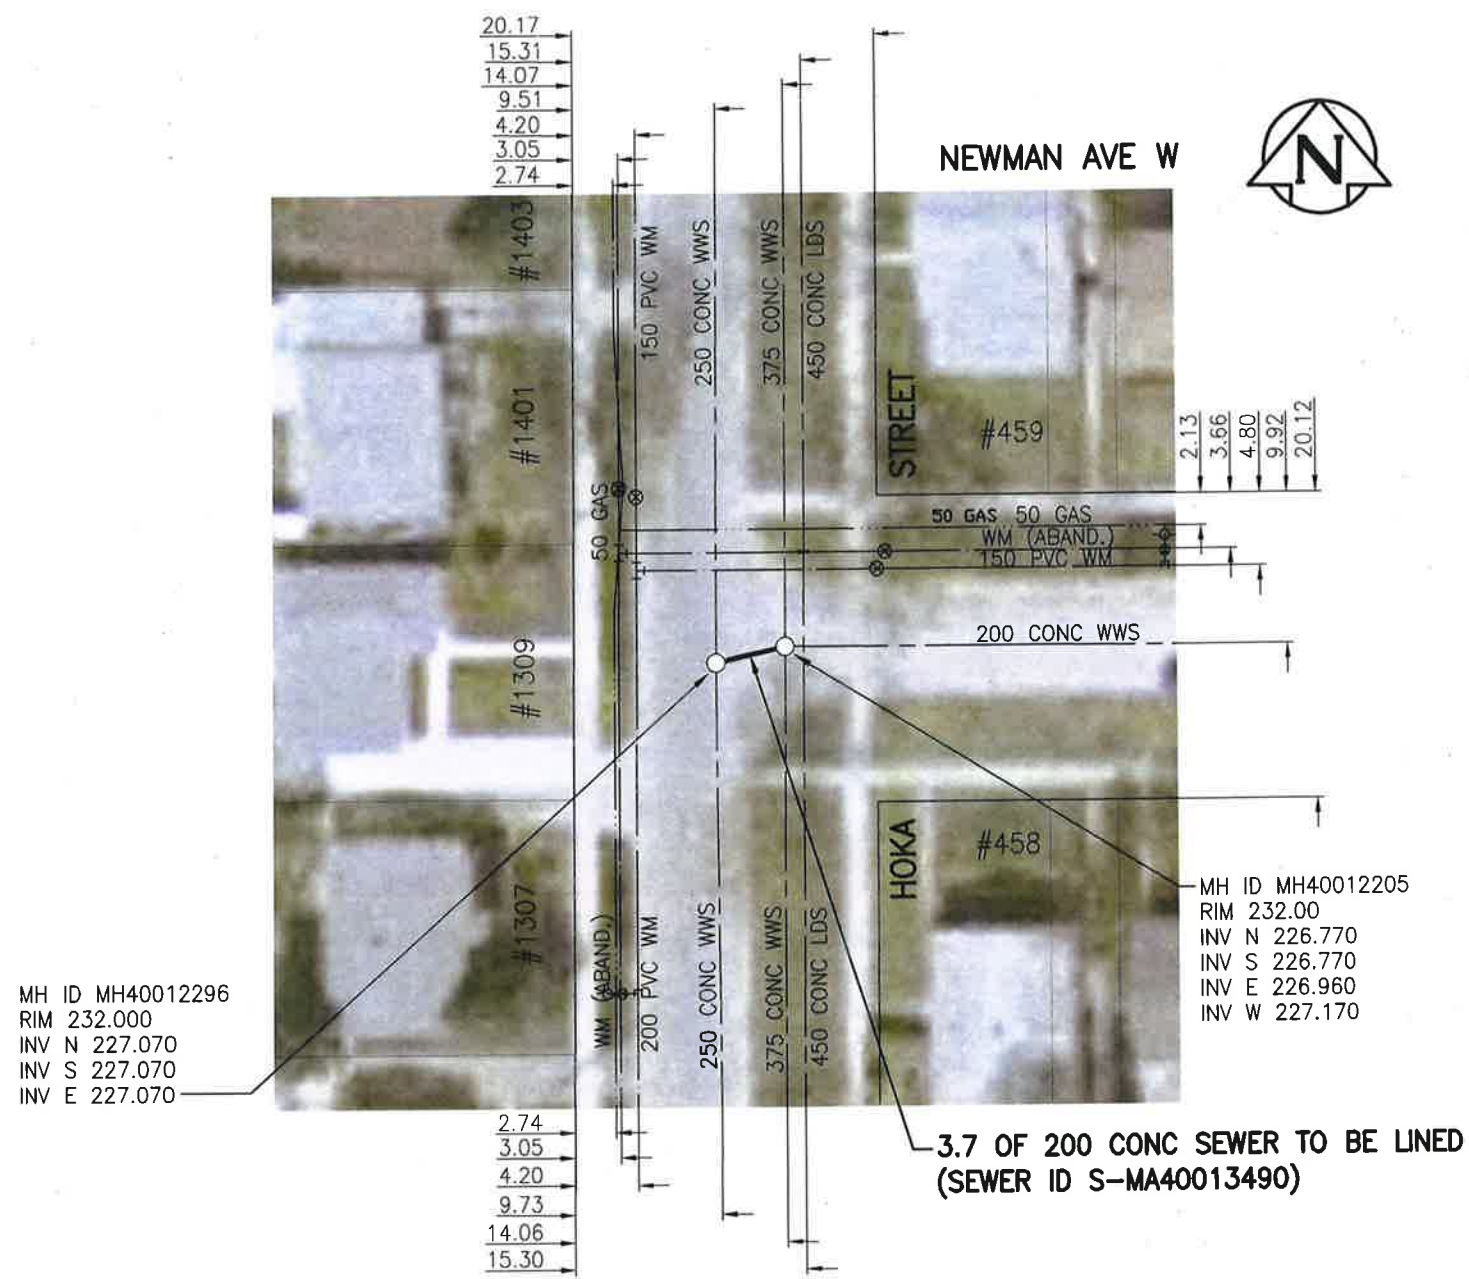 20.17
15.31
14.07
9.51
4.20
3.05
2.74
NEWMAN AVE W
N
#1403
150 PVC WM
250 CONC WWS
375 CONC WWS
450 CONC LDS
#1401
STREET
#459
2.13
3.66
4.80
9.92
20.12
50 GAS
50 GAS 50 GAS
WM (ABAND.)
150 PVC WM
200 CONC WWS
#1309
HOKA
#458
#1307
WM (ABAND.)
200 PVC WM
250 CONC WWS
375 CONC WWS
450 CONC LDS
MH ID MH40012205
RIM 232.00
INV N 226.770
INV S 226.770
INV E 226.960
INV W 227.170
MH ID MH40012296
RIM 232.000
INV N 227.070
INV S 227.070
INV E 227.070
2.74
3.05
4.20
9.73
14.06
15.30
3.7 OF 200 CONC SEWER TO BE LINED
(SEWER ID S-MA40013490)